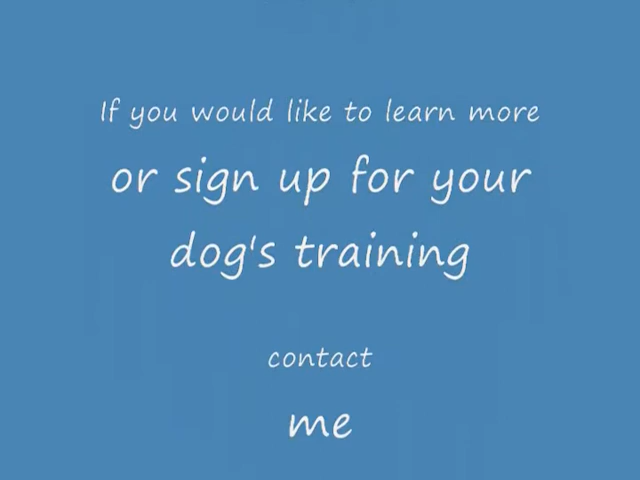 If you would like to learn more
or sign up for your
dog's training
contact
me